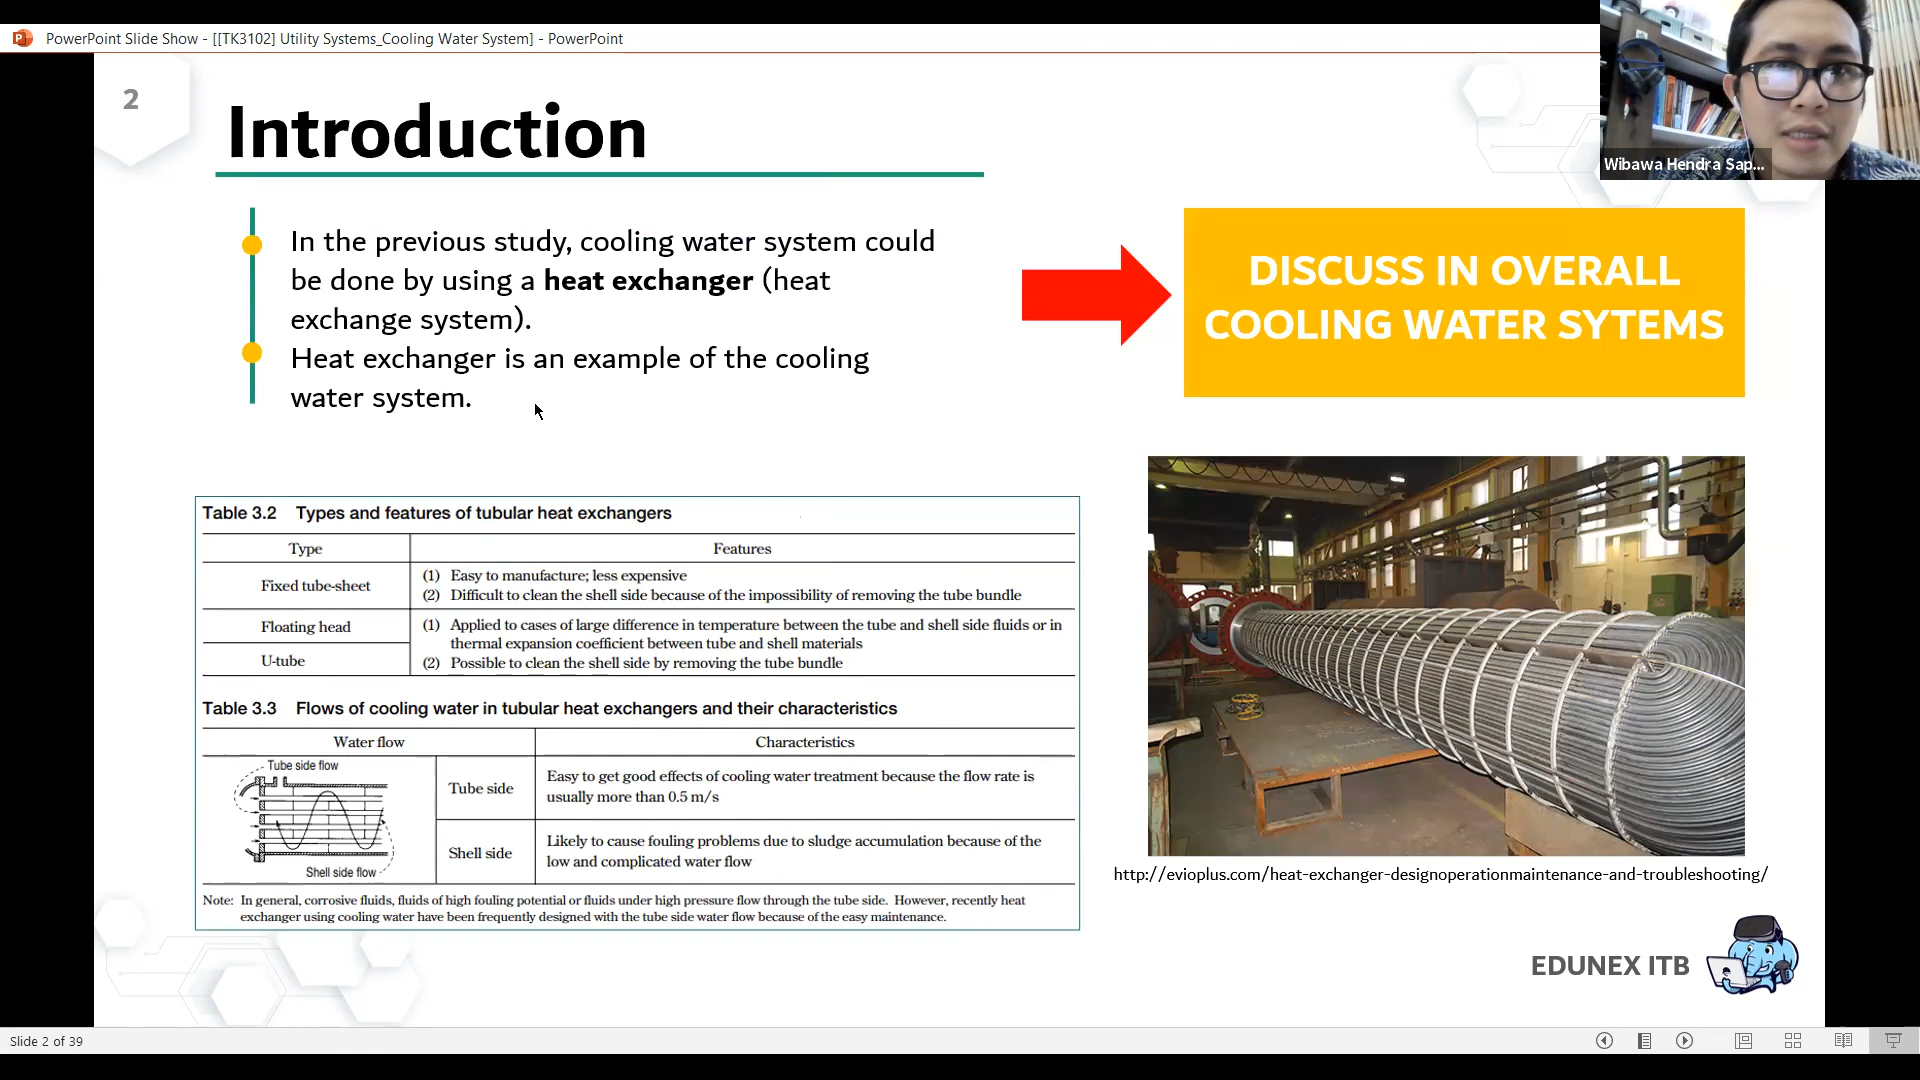 PowerPoint Slide Show - [[TK3102] Utility Systems_Cooling Water System] - PowerPoint
Wibawa Hendra Sap...
2
Introduction
In the previous study, cooling water system could
be done by using a heat exchanger (heat
exchange system).
Heat exchanger is an example of the cooling
water system.
DISCUSS IN OVERALL
COOLING WATER SYTEMS
Table 3.2 Types and features of tubular heat exchangers
Type Features
Fixed tube-sheet
(1) Easy to manufacture; less expensive
(2) Difficult to clean the shell side because of the impossibility of removing the tube bundle
Floating head
U-tube
(1) Applied to cases of large difference in temperature between the tube and shell side fluids or in
thermal expansion coefficient between tube and shell materials
(2) Possible to clean the shell side by removing the tube bundle
Table 3.3 Flows of cooling water in tubular heat exchangers and their characteristics
Water flow Characteristics
Tube side flow
Shell side flow
Tube side
Easy to get good effects of cooling water treatment because the flow rate is
usually more than 0.5 m/s
Shell side
Likely to cause fouling problems due to sludge accumulation because of the
low and complicated water flow
Note: In general, corrosive fluids, fluids of high fouling potential or fluids under high pressure flow through the tube side. However, recently heat
exchanger using cooling water have been frequently designed with the tube side water flow because of the easy maintenance.
http://evioplus.com/heat-exchanger-designoperationmaintenance-and-troubleshooting/
EDUNEX ITB
Slide 2 of 39